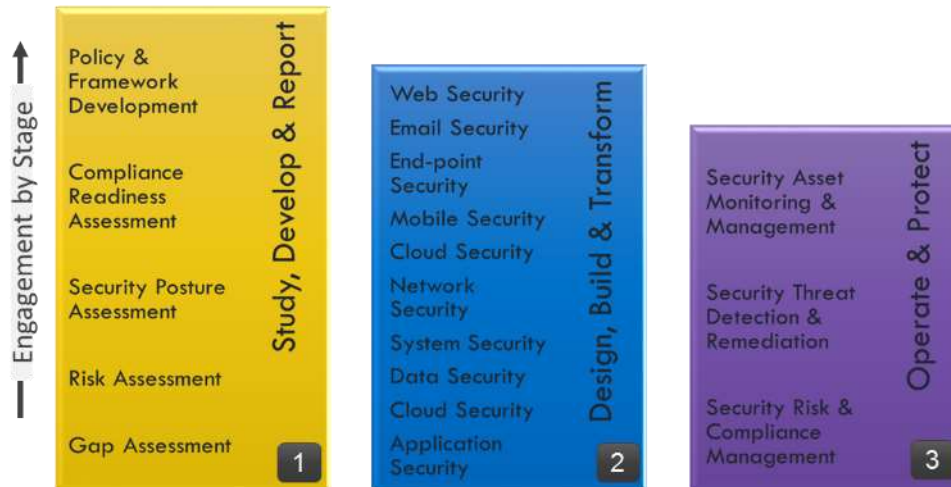 Engagement by Stage
Policy &
Framework
Development
Compliance
Readiness
Assessment
Security Posture
Assessment
Risk Assessment
Gap Assessment
Study, Develop & Report
1
Web Security
Email Security
End-point
Security
Mobile Security
Cloud Security
Network
Security
System Security
Data Security
Cloud Security
Application
Security
Design, Build & Transform
2
Security Asset
Monitoring &
Management
Security Threat
Detection &
Remediation
Security Risk &
Compliance
Management
Operate & Protect
3